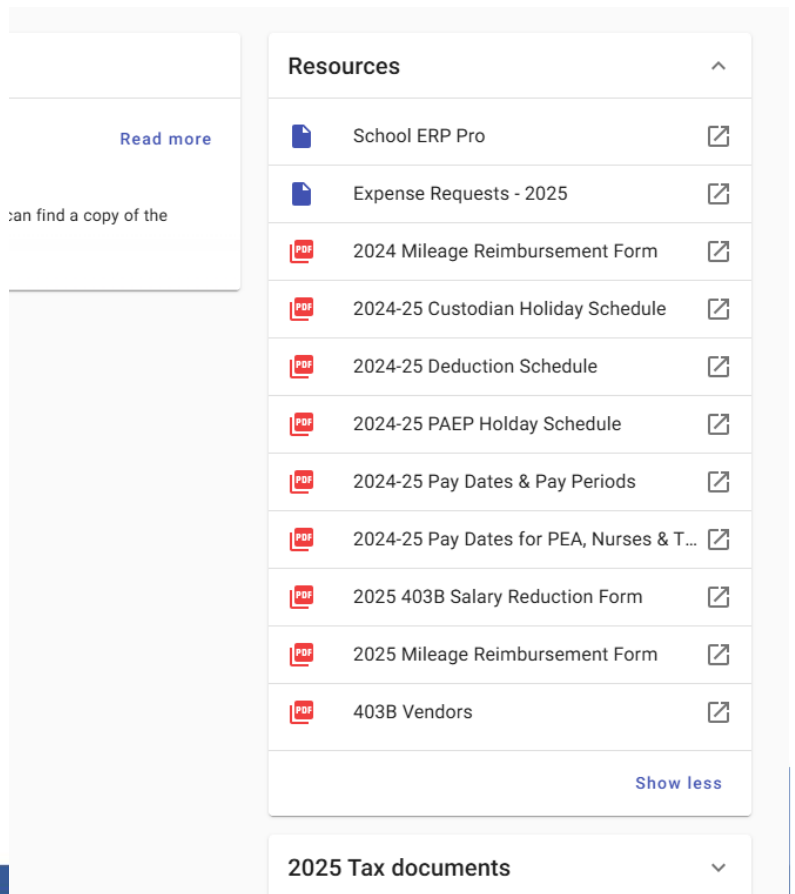 Read more
can find a copy of the
Resources
School ERP Pro
Expense Requests - 2025
PDF
2024 Mileage Reimbursement Form
PDF
2024-25 Custodian Holiday Schedule
PDF
2024-25 Deduction Schedule
PDF
2024-25 PAEP Holday Schedule
PDF
2024-25 Pay Dates & Pay Periods
PDF
2024-25 Pay Dates for PEA, Nurses & T...
PDF
2025 403B Salary Reduction Form
PDF
2025 Mileage Reimbursement Form
PDF
403B Vendors
Show less
2025 Tax documents